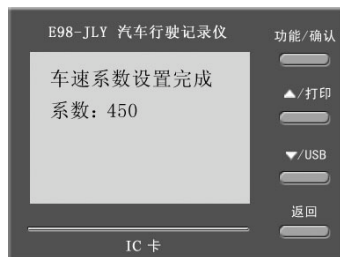 E98-JLY 汽车行驶记录仪
车速系数设置完成
系数: 450
IC 卡
功能/确认
▲/打印
▼/USB
返回